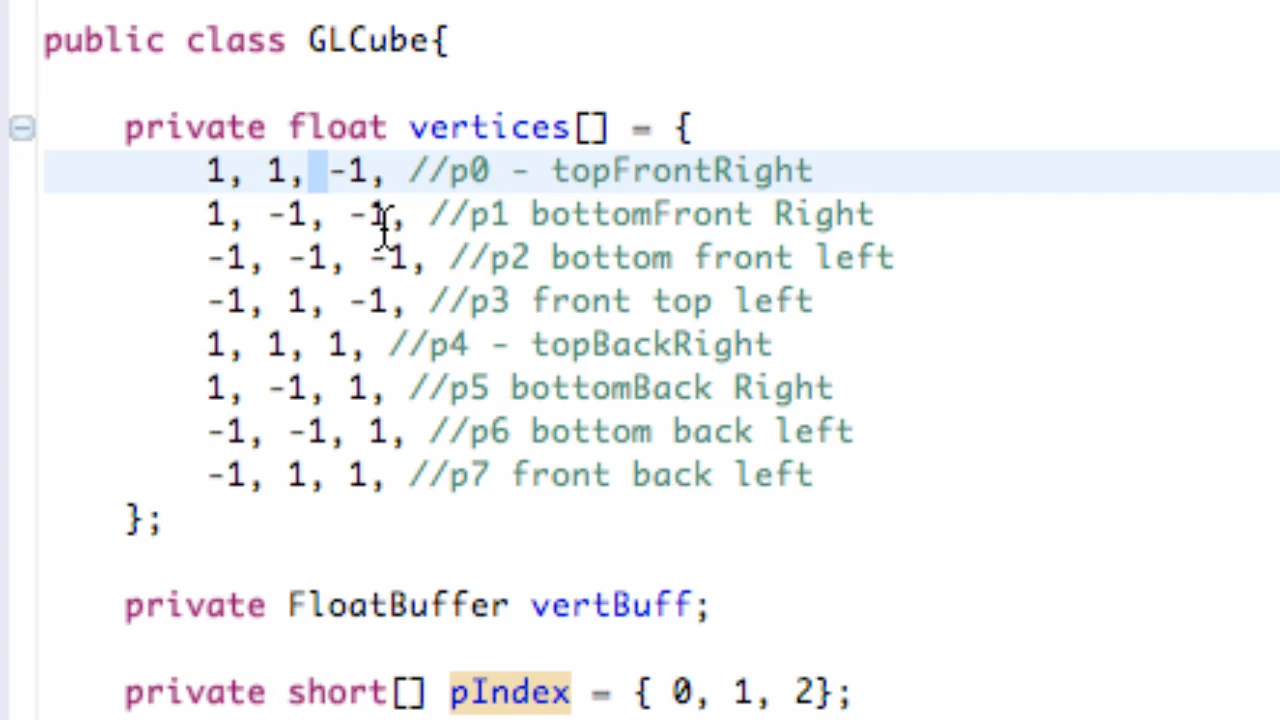 public class GLCube{
private float vertices[] = {
1, 1, -1, //p0 - topFrontRight
1, -1, -1, //p1 bottomFront Right
-1, -1, -1, //p2 bottom front left
-1, 1, -1, //p3 front top left
1, 1, 1, //p4 - topBackRight
1, -1, 1, //p5 bottomBack Right
-1, -1, 1, //p6 bottom back left
-1, 1, 1, //p7 front back left
};
private FloatBuffer vertBuff;
private short[] pIndex = { 0, 1, 2};